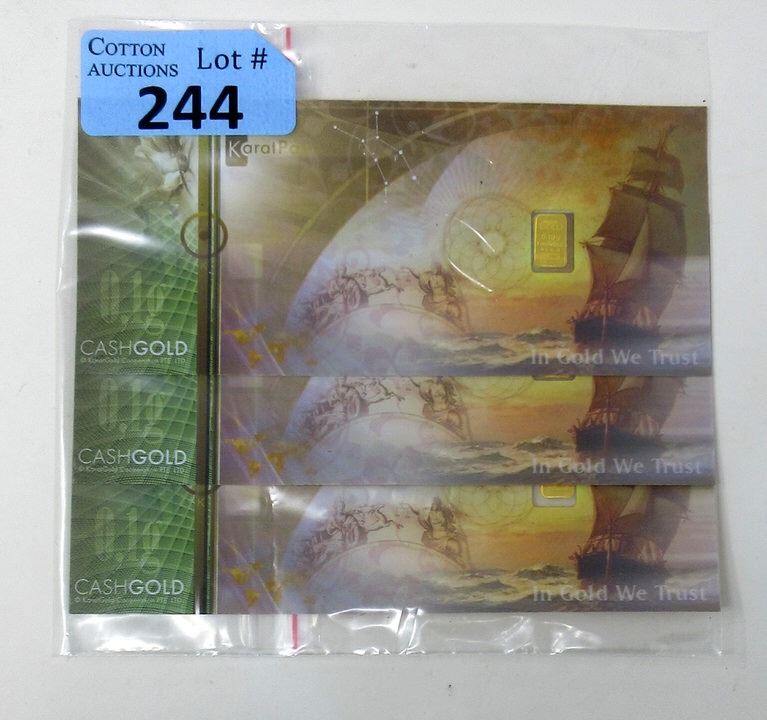 COTTON
AUCTIONS
Lot #
244
0,1g
CASHGOLD
In Gold We Trust
0,1g
CASHGOLD
In Gold We Trust
0,1g
CASHGOLD
In Gold We Trust